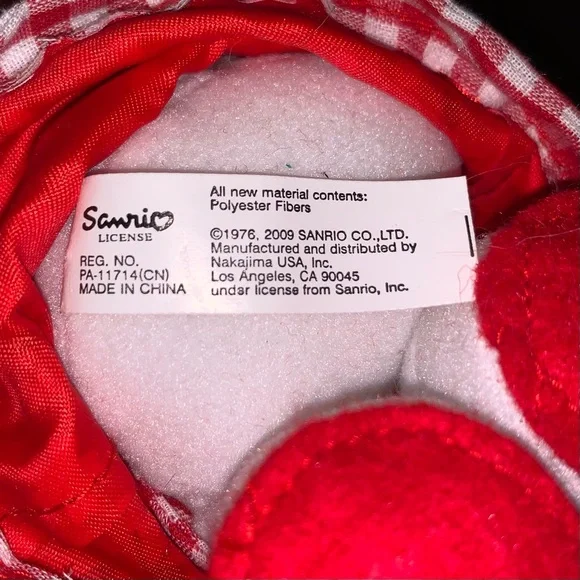 Sanrio
LICENSE
REG. NO.
PA-11714(CN)
MADE IN CHINA
All new material contents:
Polyester Fibers
©1976, 2009 SANRIO CO.,LTD.
Manufactured and distributed by
Nakajima USA, Inc.
Los Angeles, CA 90045
under license from Sanrio, Inc.